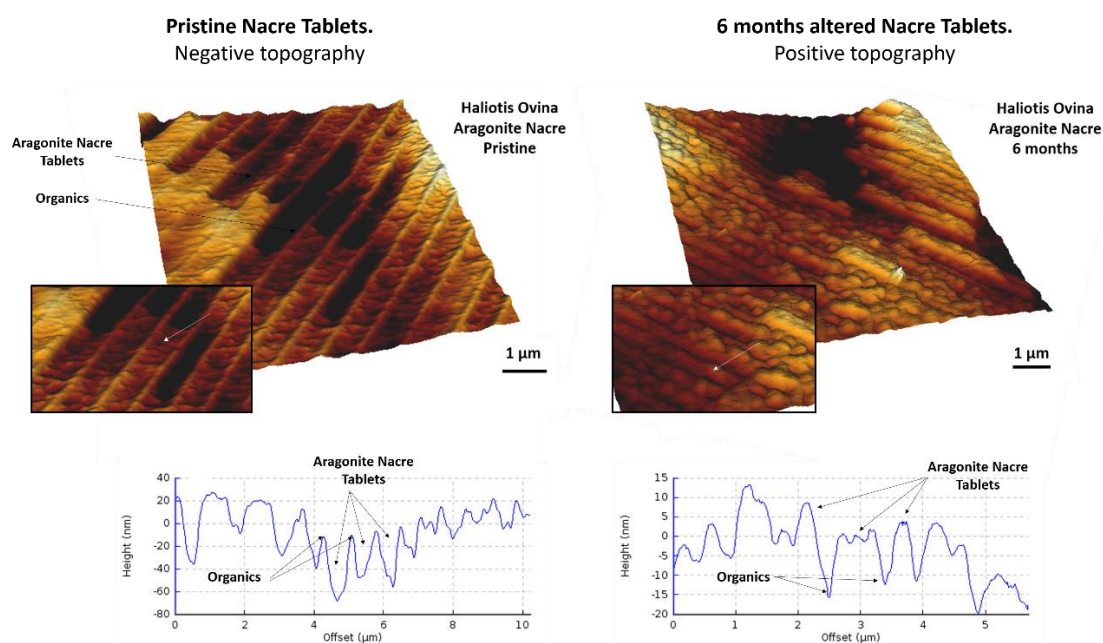 Pristine Nacre Tablets.
Negative topography
6 months altered Nacre Tablets.
Positive topography
Haliotis Ovina
Aragonite Nacre
Pristine
Aragonite Nacre
Tablets
Organics
1 µm
Haliotis Ovina
Aragonite Nacre
6 months
1 µm
Aragonite Nacre
Tablets
Organics
Height (nm)
40
20
0
-20
-40
-60
-80
0
2
4
6
8
10
Offset (µm)
Aragonite Nacre
Tablets
Organics
Height (nm)
15
10
5
0
-5
-10
-15
-20
0
1
2
3
4
5
Offset (µm)